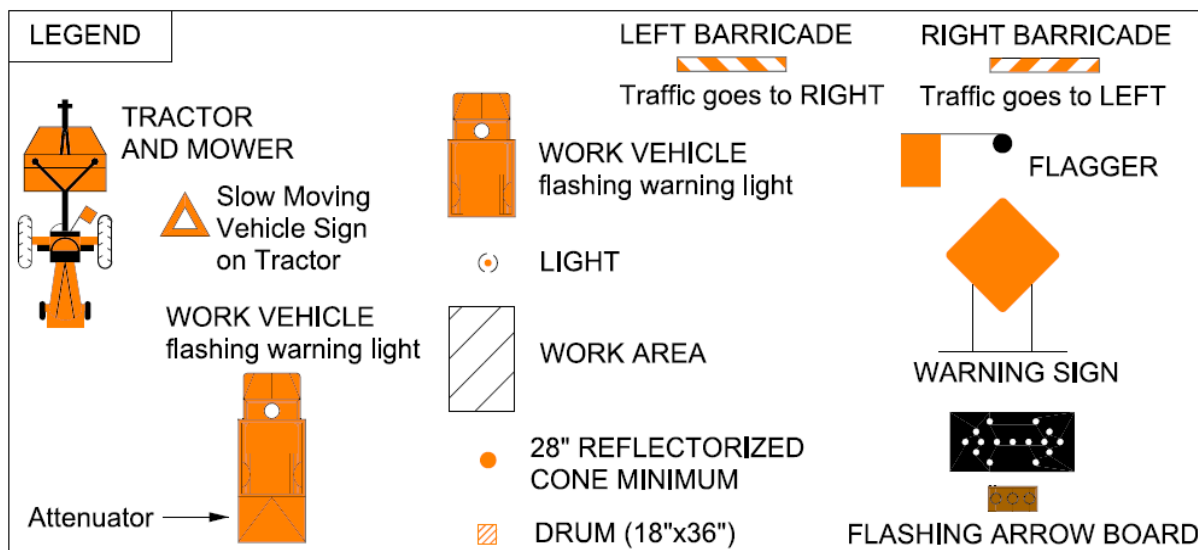 LEGEND
TRACTOR
AND MOWER
Slow Moving
Vehicle Sign
on Tractor
WORK VEHICLE
flashing warning light
Attenuator
WORK VEHICLE
flashing warning light
LIGHT
WORK AREA
28" REFLECTORIZED
CONE MINIMUM
DRUM (18"x36")
LEFT BARRICADE
Traffic goes to RIGHT
RIGHT BARRICADE
Traffic goes to LEFT
FLAGGER
WARNING SIGN
FLASHING ARROW BOARD